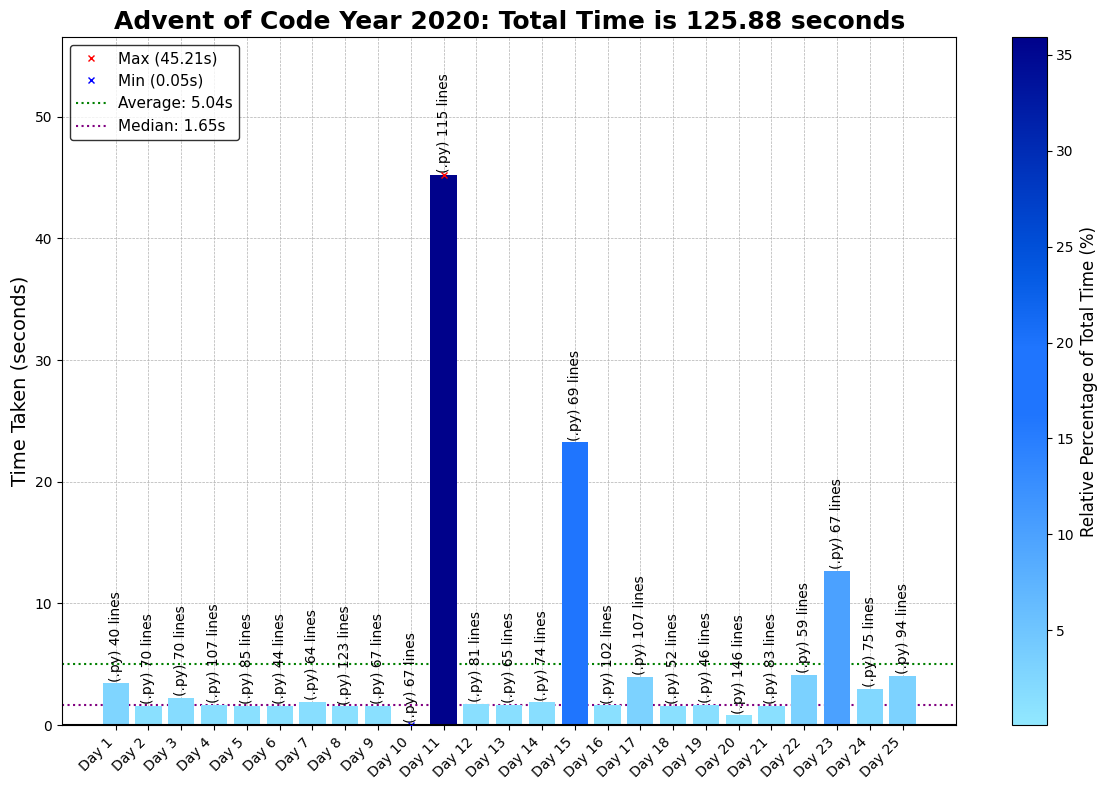 Advent of Code Year 2020: Total Time is 125.88 seconds
Max (45.21s)
Min (0.05s)
Average: 5.04s
Median: 1.65s
Time Taken (seconds)
50
40
30
20
10
0
(.py) 40 lines
(.py) 70 lines
(.py) 70 lines
(.py) 107 lines
(.py) 85 lines
(.py) 44 lines
(.py) 64 lines
(.py) 123 lines
(.py) 67 lines
(.py) 67 lines
(.py) 115 lines
(.py) 81 lines
(.py) 65 lines
(.py) 74 lines
(.py) 69 lines
(.py) 102 lines
(.py) 107 lines
(.py) 52 lines
(.py) 46 lines
(.py) 146 lines
(.py) 83 lines
(.py) 59 lines
(.py) 67 lines
(.py) 75 lines
(.py) 94 lines
Day 1
Day 2
Day 3
Day 4
Day 5
Day 6
Day 7
Day 8
Day 9
Day 10
Day 11
Day 12
Day 13
Day 14
Day 15
Day 16
Day 17
Day 18
Day 19
Day 20
Day 21
Day 22
Day 23
Day 24
Day 25
35
30
25
20
15
10
5
Relative Percentage of Total Time (%)